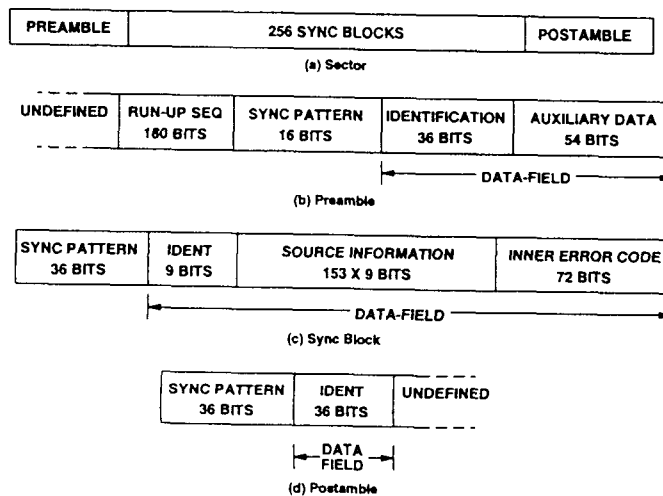 PREAMBLE 256 SYNC BLOCKS POSTAMBLE
(a) Sector
UNDEFINED RUN-UP SEQ SYNC PATTERN IDENTIFICATION AUXILIARY DATA
180 BITS 16 BITS 36 BITS 54 BITS
DATA-FIELD
(b) Preamble
SYNC PATTERN IDENT SOURCE INFORMATION INNER ERROR CODE
36 BITS 9 BITS 153 X 9 BITS 72 BITS
DATA-FIELD
(c) Sync Block
SYNC PATTERN IDENT UNDEFINED
36 BITS 36 BITS
DATA
FIELD
(d) Postamble